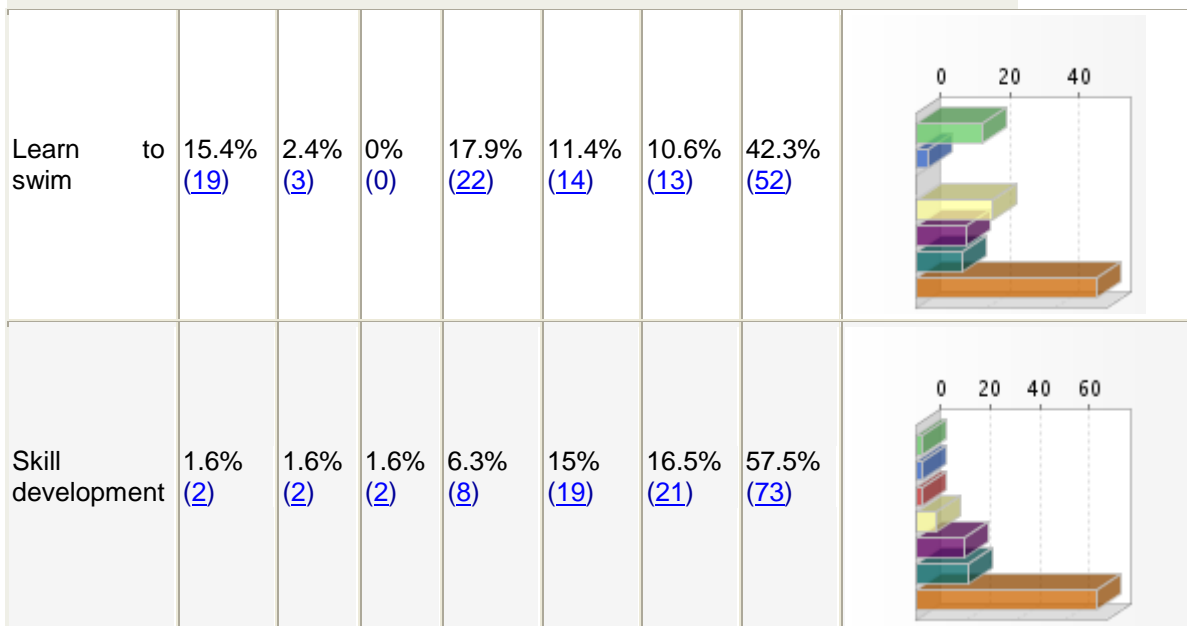 0 20 40
Learn to 15.4% 2.4% 0% 17.9% 11.4% 10.6% 42.3%
swim (19) (3) (0) (22) (14) (13) (52)
0 20 40 60
Skill 1.6% 1.6% 1.6% 6.3% 15% 16.5% 57.5%
development (2) (2) (2) (8) (19) (21) (73)